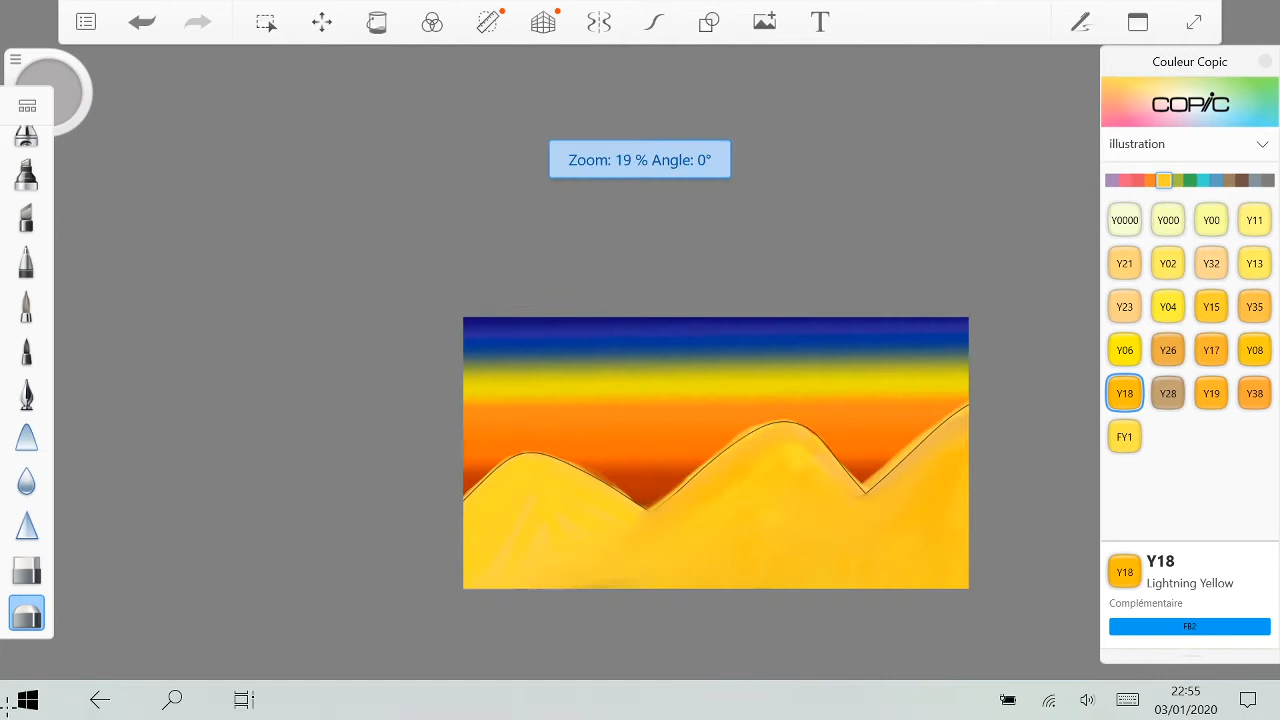 T
Couleur Copic
COPIC
illustration
Zoom: 19 % Angle: 0°
Y0000 Y000 Y00 Y11
Y21 Y02 Y32 Y13
Y23 Y04 Y15 Y35
Y06 Y26 Y17 Y08
Y18 Y28 Y19 Y38
FY1
Y18 Y18
Lightning Yellow
Complémentaire
FB2
22:55
03/01/2020